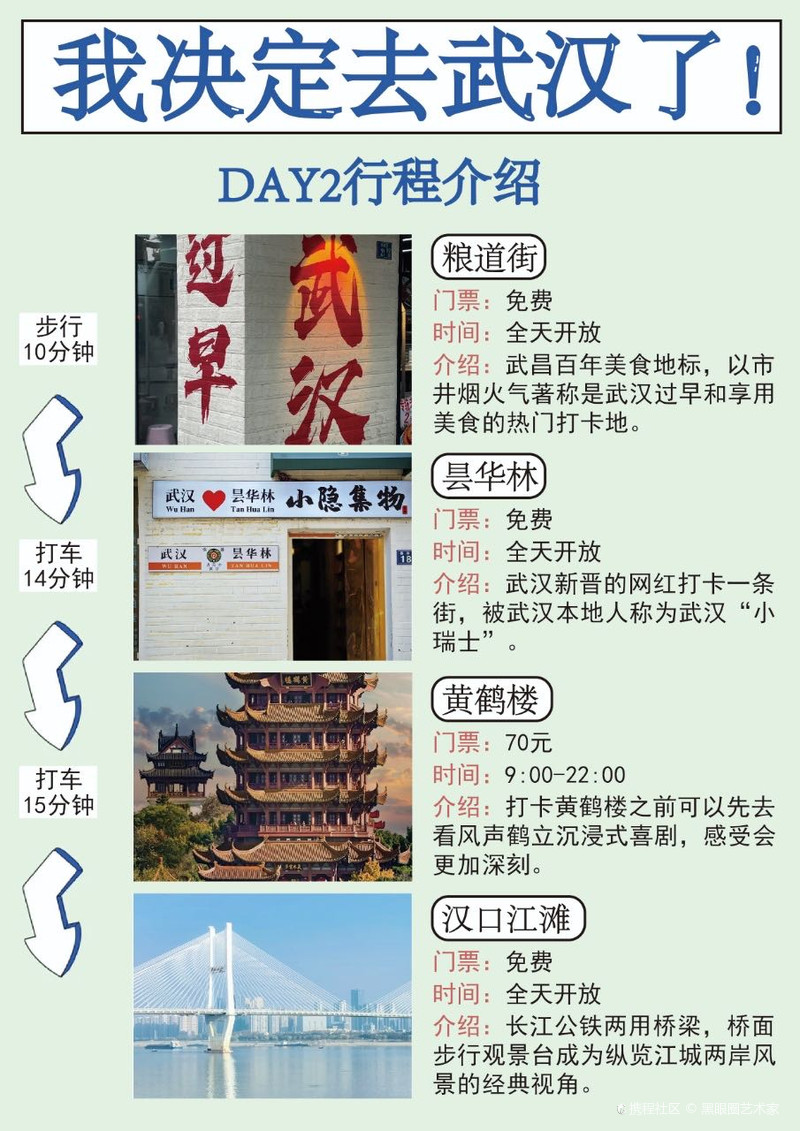 我决定去武汉了！
DAY2行程介绍
步行
10分钟
打车
14分钟
打车
15分钟
过早
武汉
粮道街
门票：免费
时间：全天开放
介绍：武昌百年美食地标，以市
井烟火气著称是武汉过早和享用
美食的热门打卡地。
武汉 昙华林 小隐集物
Wu Han Tan Hua Lin
武汉 昙华林
WU HAN TAN HUA LIN
18
昙华林
门票：免费
时间：全天开放
介绍：武汉新晋的网红打卡一条
街，被武汉本地人称为武汉“小
瑞士”。
黄鹤楼
门票：70元
时间：9:00-22:00
介绍：打卡黄鹤楼之前可以先去
看风声鹤立沉浸式喜剧，感受会
更加深刻。
汉口江滩
门票：免费
时间：全天开放
介绍：长江公铁两用桥梁，桥面
步行观景台成为纵览江城两岸风
景的经典视角。
携程社区 © 黑眼圈艺术家